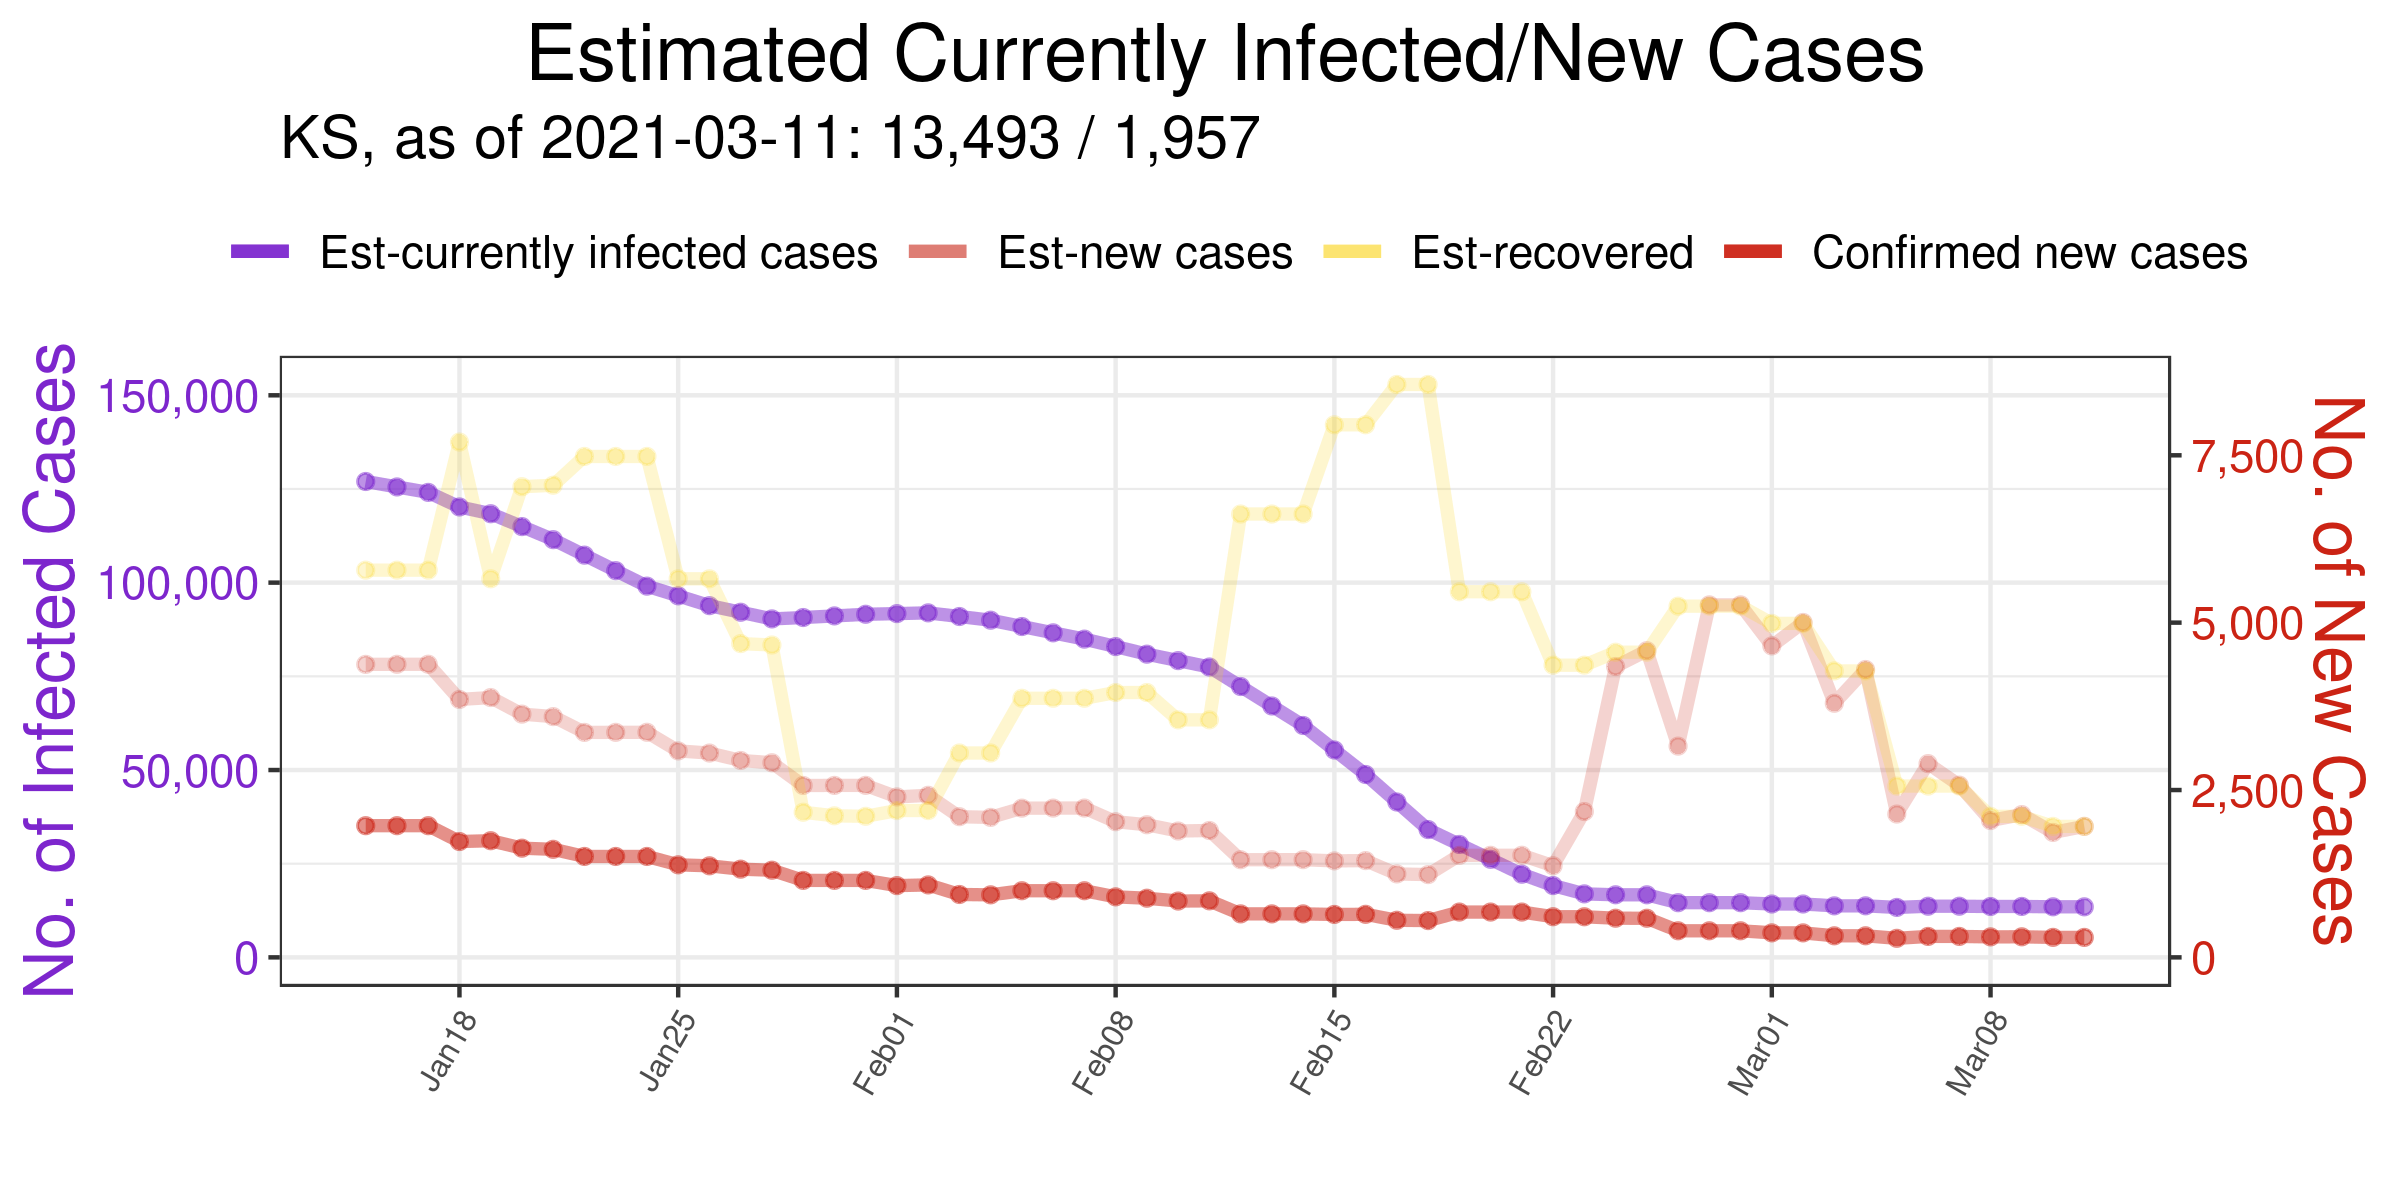 Estimated Currently Infected/New Cases
KS, as of 2021-03-11: 13,493 / 1,957
Est-currently infected cases Est-new cases Est-recovered Confirmed new cases
No. of Infected Cases
150,000
100,000
50,000
0
7,500
5,000
2,500
0
No. of New Cases
Jan18 Jan25 Feb01 Feb08 Feb15 Feb22 Mar01 Mar08